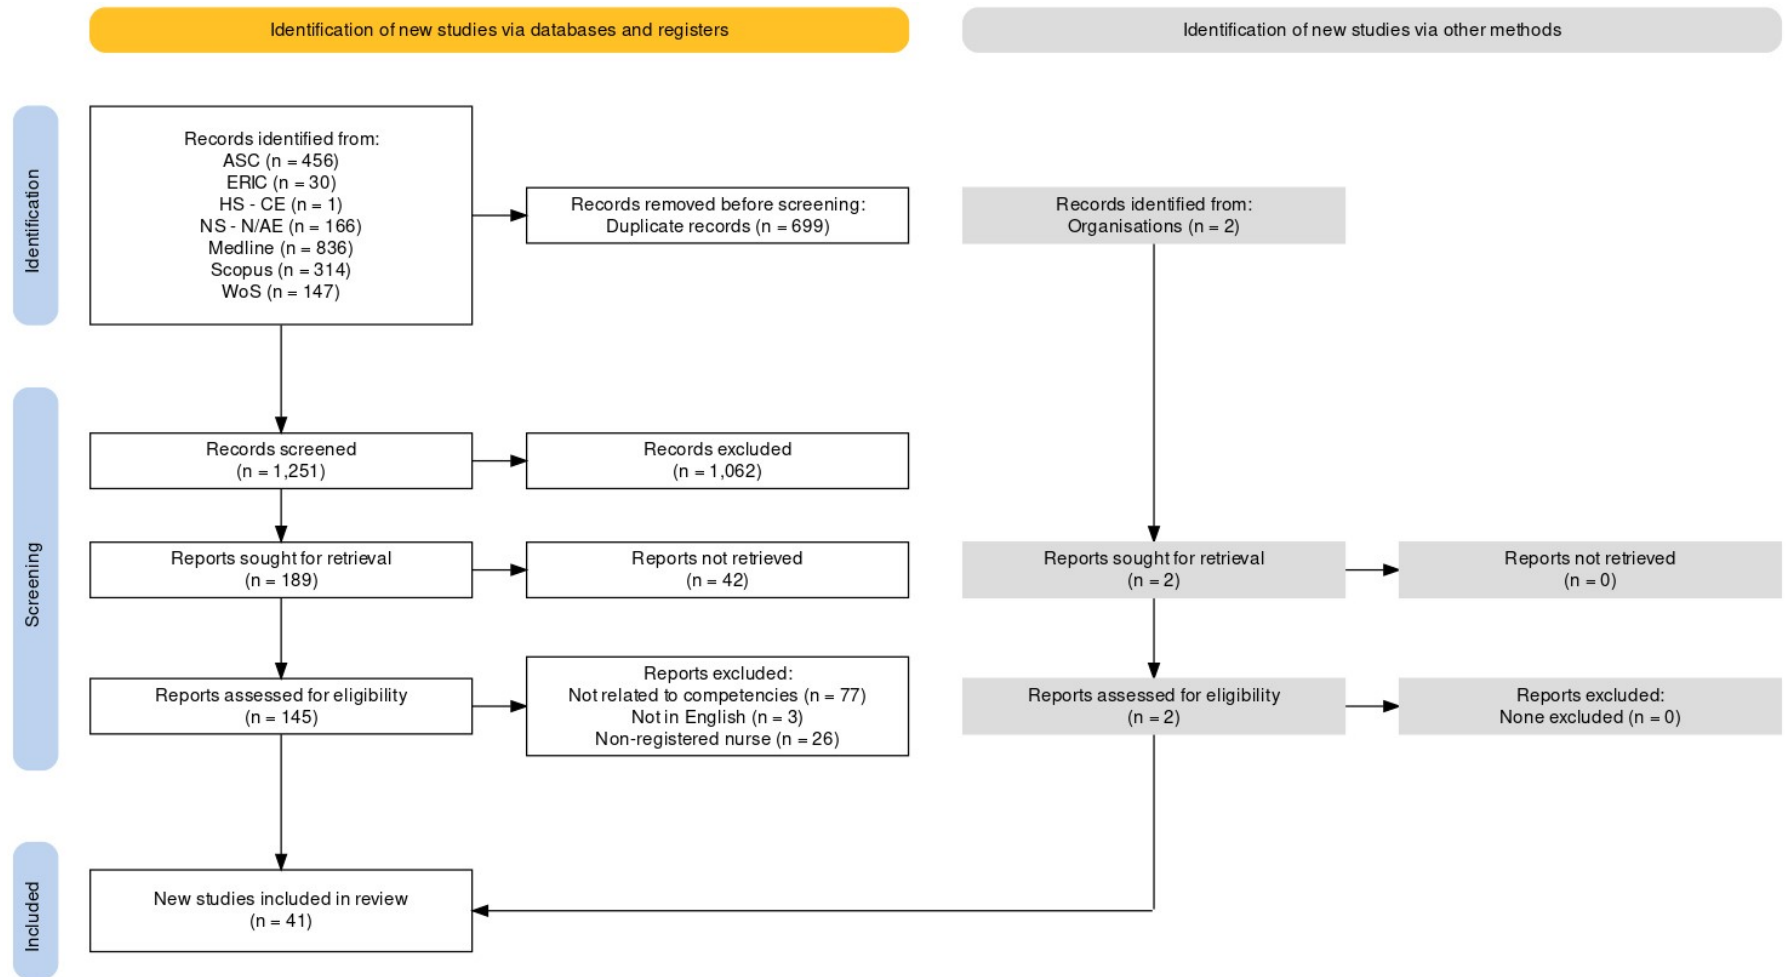 Identification of new studies via databases and registers
Identification of new studies via other methods
Identification
Records identified from:
ASC (n = 456)
ERIC (n = 30)
HS - CE (n = 1)
NS - N/AE (n = 166)
Medline (n = 836)
Scopus (n = 314)
WoS (n = 147)
Records removed before screening:
Duplicate records (n = 699)
Records identified from:
Organisations (n = 2)
Screening
Records screened
(n = 1,251)
Records excluded
(n = 1,062)
Reports sought for retrieval
(n = 189)
Reports not retrieved
(n = 42)
Reports sought for retrieval
(n = 2)
Reports not retrieved
(n = 0)
Reports assessed for eligibility
(n = 145)
Reports excluded:
Not related to competencies (n = 77)
Not in English (n = 3)
Non-registered nurse (n = 26)
Reports assessed for eligibility
(n = 2)
Reports excluded:
None excluded (n = 0)
Included
New studies included in review
(n = 41)